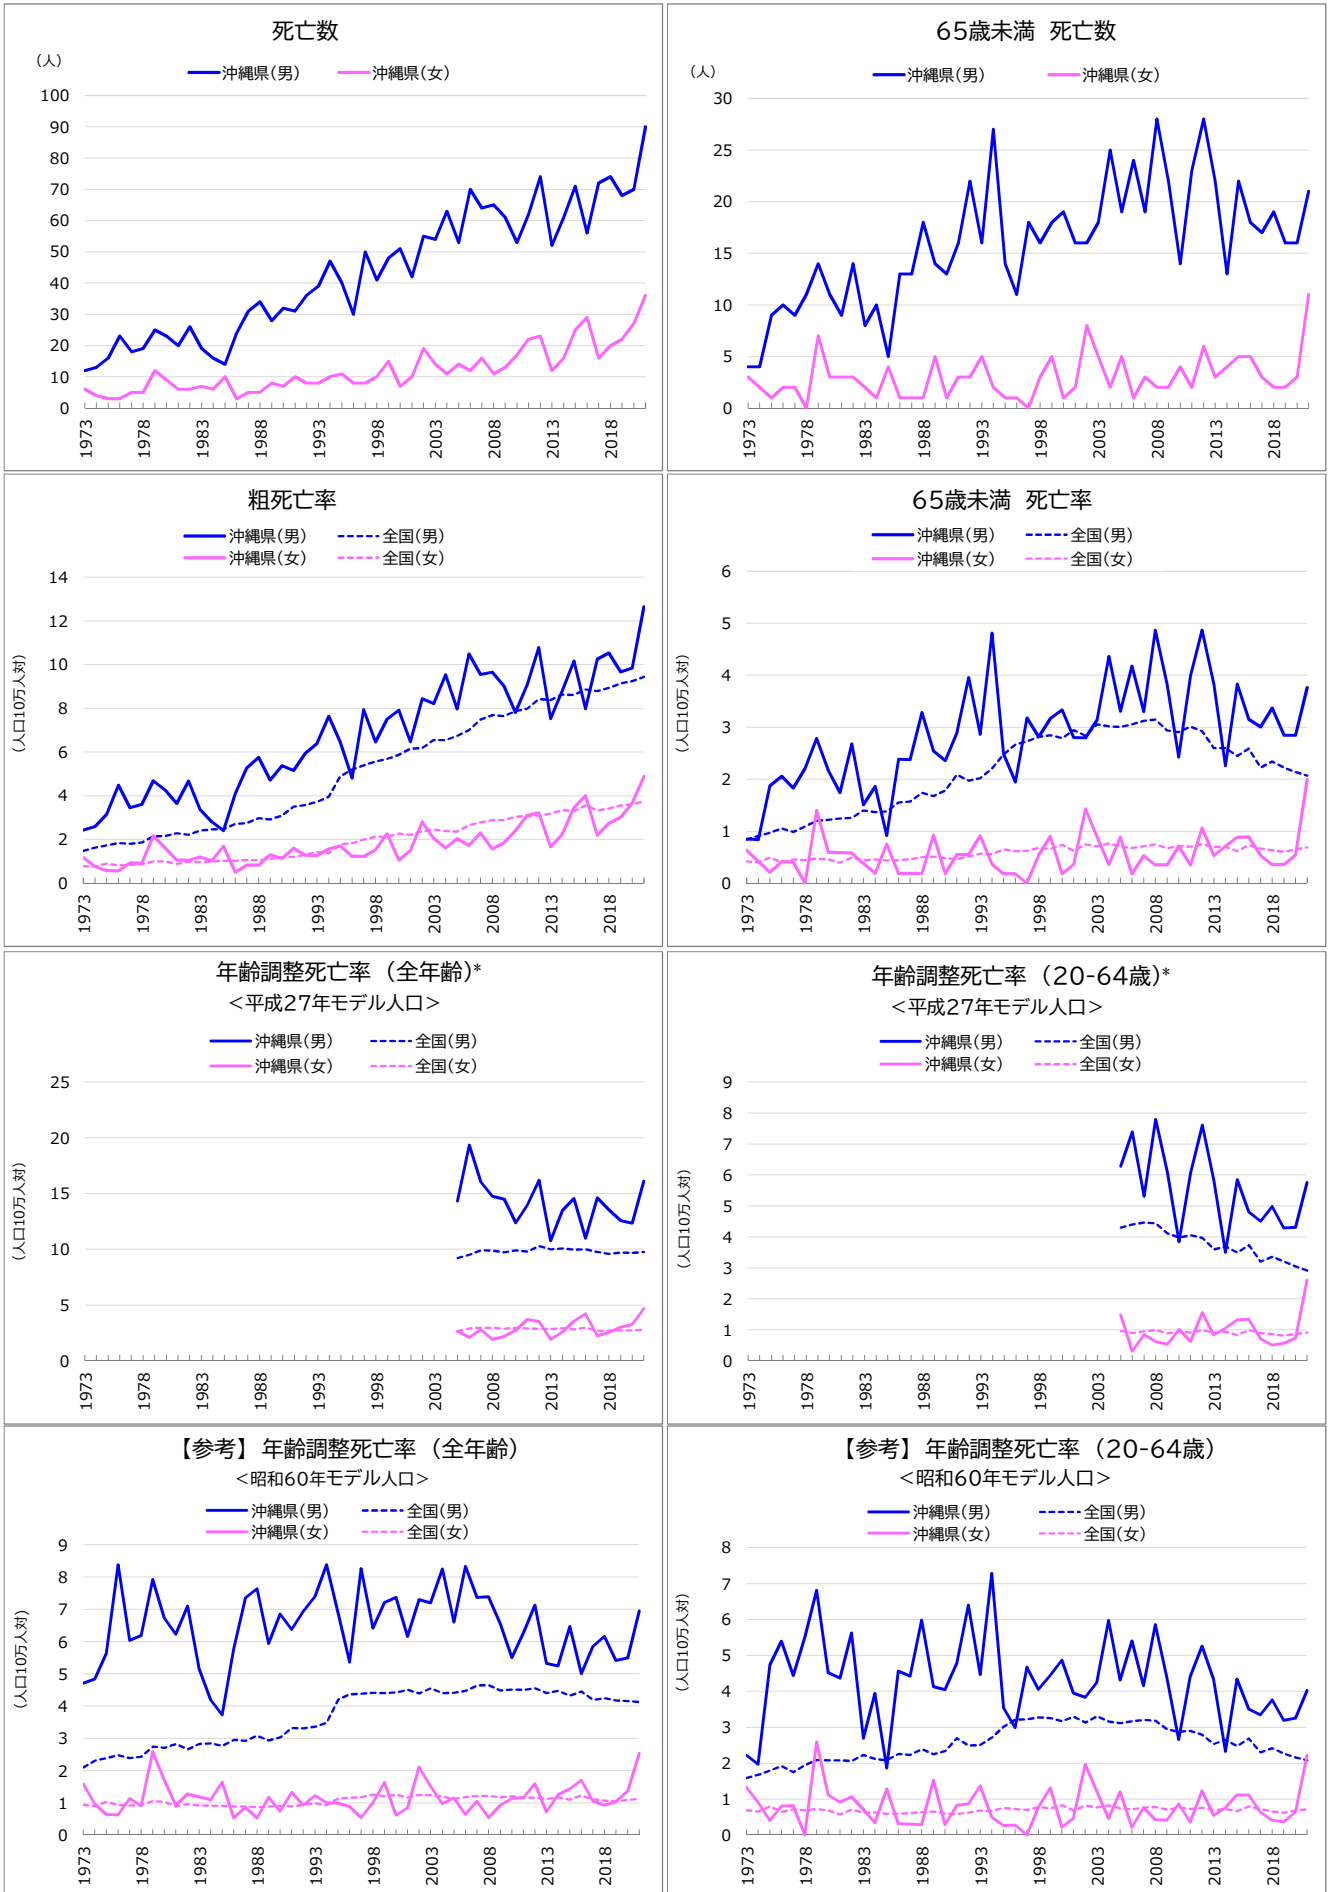 死亡数
(人)
沖縄県(男) 沖縄県(女)
100
90
80
70
60
50
40
30
20
10
0
1973 1978 1983 1988 1993 1998 2003 2008 2013 2018
65歳未満 死亡数
(人)
沖縄県(男) 沖縄県(女)
30
25
20
15
10
5
0
1973 1978 1983 1988 1993 1998 2003 2008 2013 2018
粗死亡率
沖縄県(男) 全国(男)
沖縄県(女) 全国(女)
(人口10万人対)
14
12
10
8
6
4
2
0
1973 1978 1983 1988 1993 1998 2003 2008 2013 2018
65歳未満 死亡率
沖縄県(男) 全国(男)
沖縄県(女) 全国(女)
(人口10万人対)
6
5
4
3
2
1
0
1973 1978 1983 1988 1993 1998 2003 2008 2013 2018
年齢調整死亡率(全年齢)*
<平成27年モデル人口>
沖縄県(男) 全国(男)
沖縄県(女) 全国(女)
(人口10万人対)
25
20
15
10
5
0
1973 1978 1983 1988 1993 1998 2003 2008 2013 2018
年齢調整死亡率(20-64歳)*
<平成27年モデル人口>
沖縄県(男) 全国(男)
沖縄県(女) 全国(女)
(人口10万人対)
9
8
7
6
5
4
3
2
1
0
1973 1978 1983 1988 1993 1998 2003 2008 2013 2018
【参考】年齢調整死亡率(全年齢)
<昭和60年モデル人口>
沖縄県(男) 全国(男)
沖縄県(女) 全国(女)
(人口10万人対)
9
8
7
6
5
4
3
2
1
0
1973 1978 1983 1988 1993 1998 2003 2008 2013 2018
【参考】年齢調整死亡率(20-64歳)
<昭和60年モデル人口>
沖縄県(男) 全国(男)
沖縄県(女) 全国(女)
(人口10万人対)
8
7
6
5
4
3
2
1
0
1973 1978 1983 1988 1993 1998 2003 2008 2013 2018